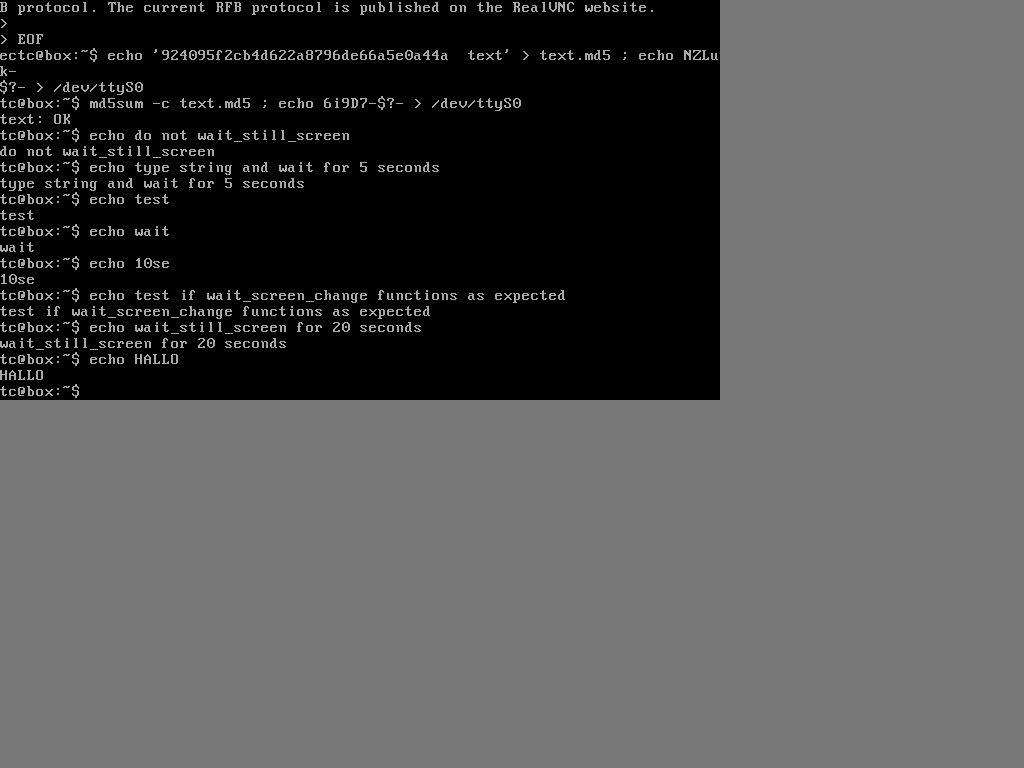 B protocol. The current RFB protocol is published on the RealVNC website.
>
> EOF
ectc@box:~$ echo '924095f2cb4d622a8796de66a5e0a44a  text' > text.md5 ; echo NZLu
k-
$?- > /dev/ttyS0
tc@box:~$ md5sum -c text.md5 ; echo 6i9D7-$?- > /dev/ttyS0
text: OK
tc@box:~$ echo do not wait_still_screen
do not wait_still_screen
tc@box:~$ echo type string and wait for 5 seconds
type string and wait for 5 seconds
tc@box:~$ echo test
test
tc@box:~$ echo wait
wait
tc@box:~$ echo 10se
10se
tc@box:~$ echo test if wait_screen_change functions as expected
test if wait_screen_change functions as expected
tc@box:~$ echo wait_still_screen for 20 seconds
wait_still_screen for 20 seconds
tc@box:~$ echo HALLO
HALLO
tc@box:~$